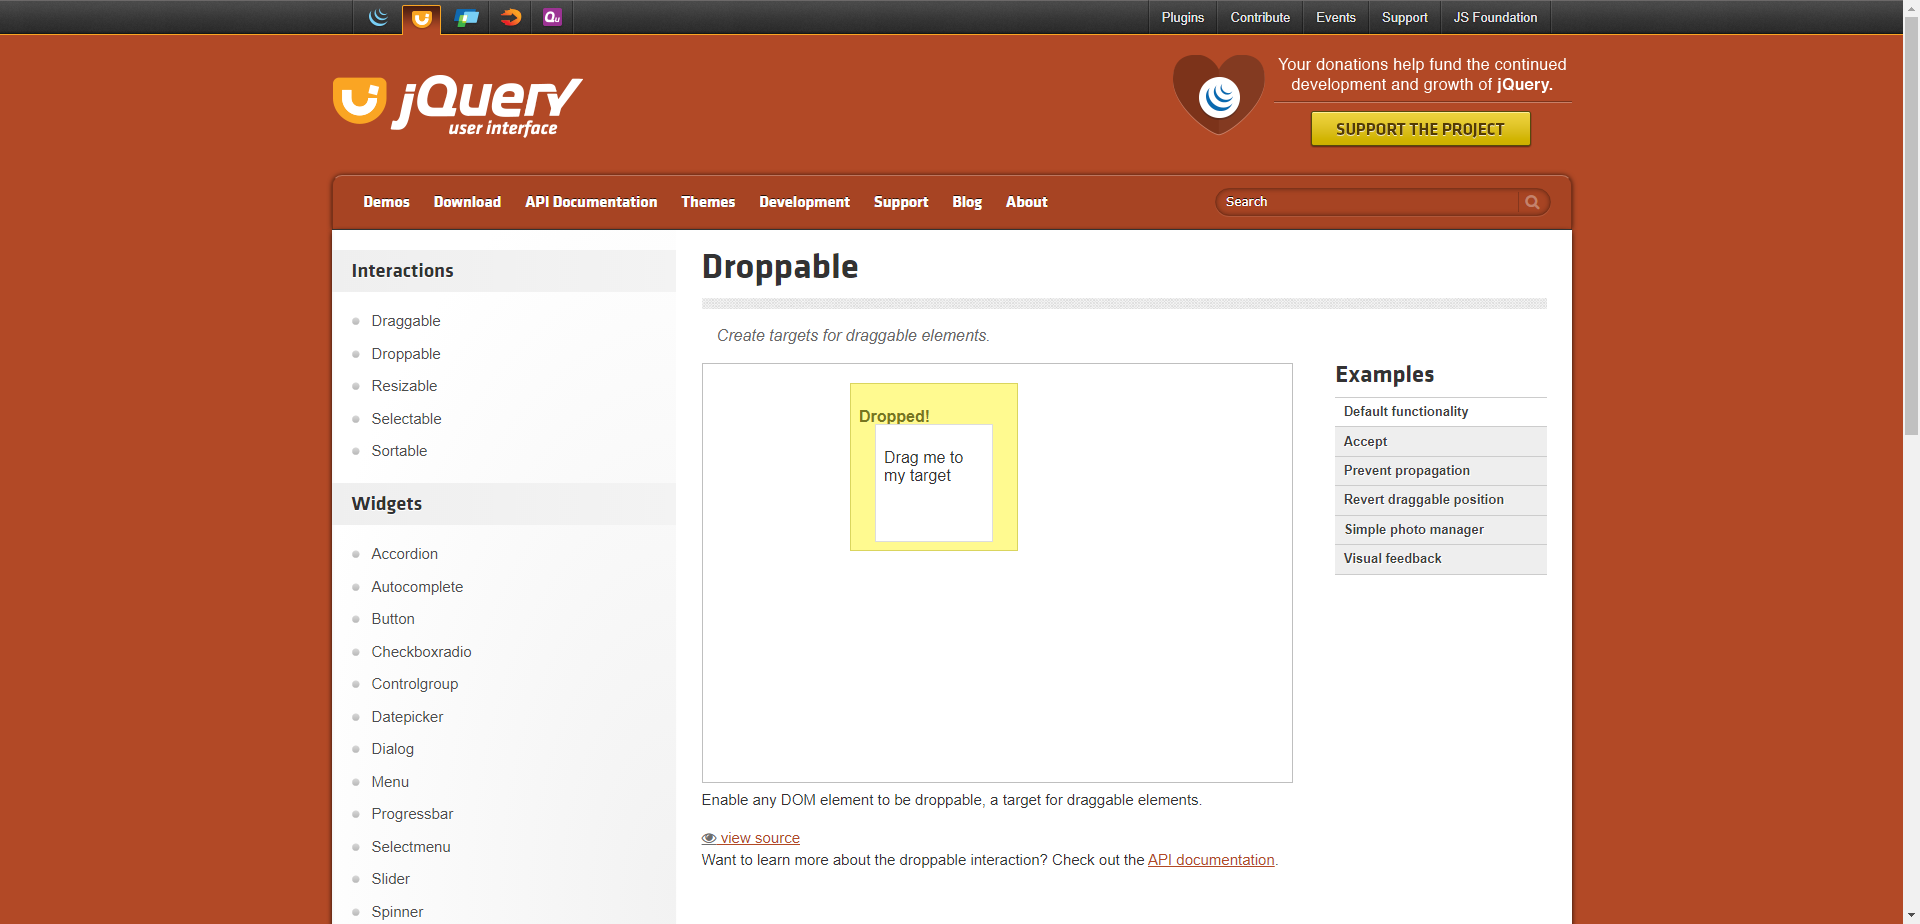 Qu
Plugins
Contribute
Events
Support
JS Foundation
jQuery
user interface
Your donations help fund the continued
development and growth of jQuery.
SUPPORT THE PROJECT
Demos
Download
API Documentation
Themes
Development
Support
Blog
About
Search
Interactions
Draggable
Droppable
Resizable
Selectable
Sortable
Widgets
Accordion
Autocomplete
Button
Checkboxradio
Controlgroup
Datepicker
Dialog
Menu
Progressbar
Selectmenu
Slider
Spinner
Droppable
Create targets for draggable elements.
Dropped!
Drag me to
my target
Enable any DOM element to be droppable, a target for draggable elements.
view source
Want to learn more about the droppable interaction? Check out the API documentation.
Examples
Default functionality
Accept
Prevent propagation
Revert draggable position
Simple photo manager
Visual feedback